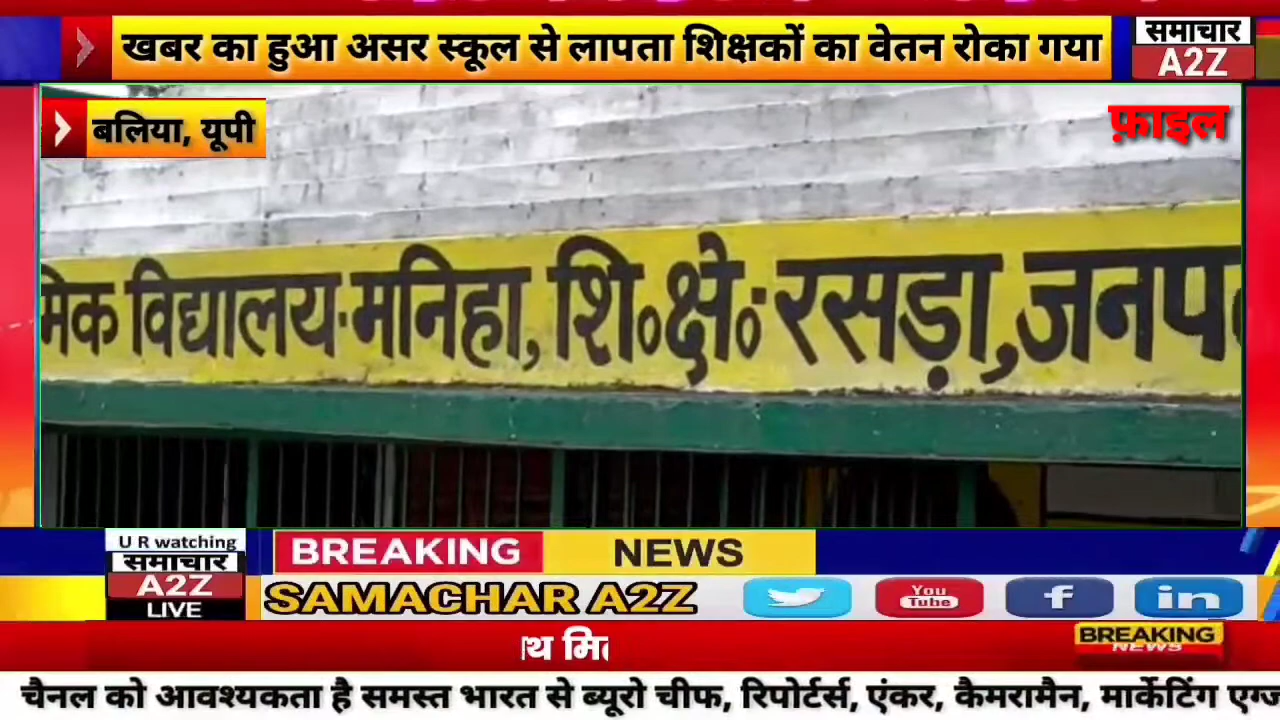 खबर का हुआ असर स्कूल से लापता शिक्षकों का वेतन रोका गया
समाचार
A2Z
बलिया, यूपी
फ़ाइल
विद्यालय·मनिहा, शि०क्षे०·रसड़ा, जनप
U R watching
समाचार
A2Z
LIVE
BREAKING NEWS
SAMACHAR A2Z
You
Tube
f
in
BREAKING
NEWS
चैनल को आवश्यकता है समस्त भारत से ब्यूरो चीफ, रिपोर्टर्स, एंकर, कैमरामैन, मार्केटिंग